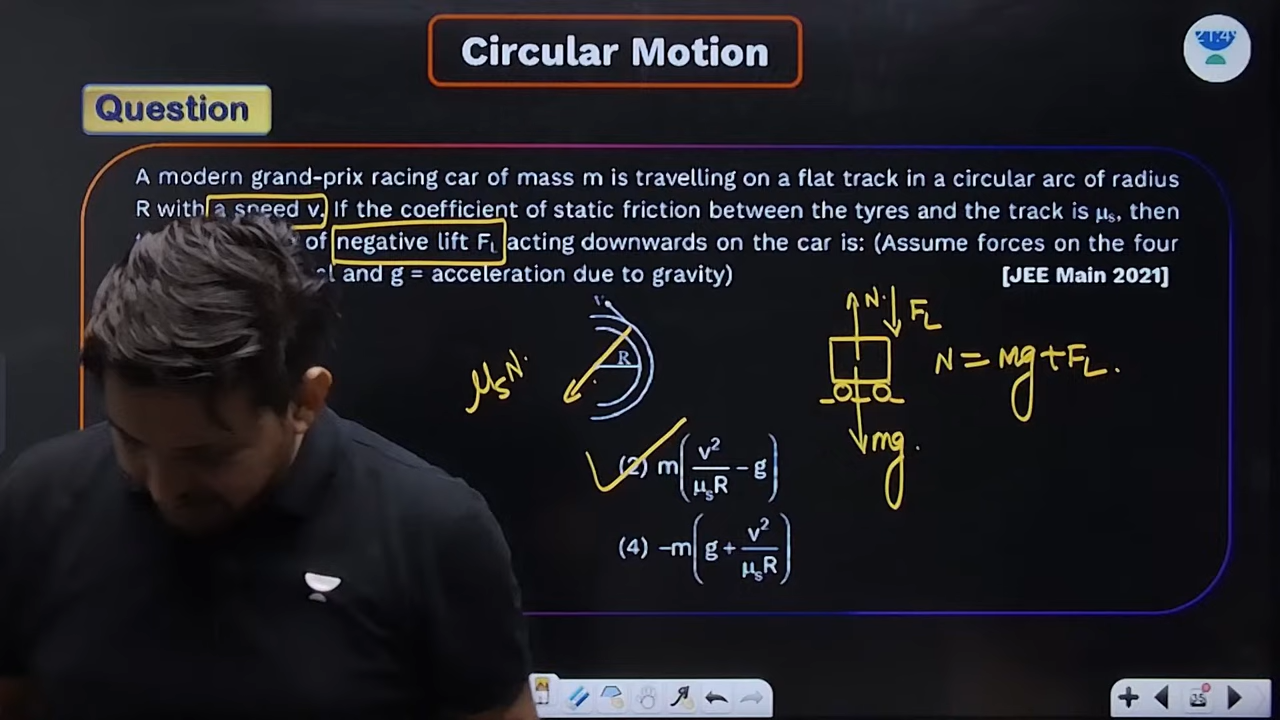 Circular Motion
Question
A modern grand-prix racing car of mass m is travelling on a flat track in a circular arc of radius
R with a speed v. If the coefficient of static friction between the tyres and the track is μₛ, then
of negative lift F_L acting downwards on the car is: (Assume forces on the four
and g = acceleration due to gravity)
[JEE Main 2021]
N
F_L
R
μₛN.
N = mg + F_L.
mg.
(2) m(v²/μₛR - g)
(4) -m(g + v²/μₛR)